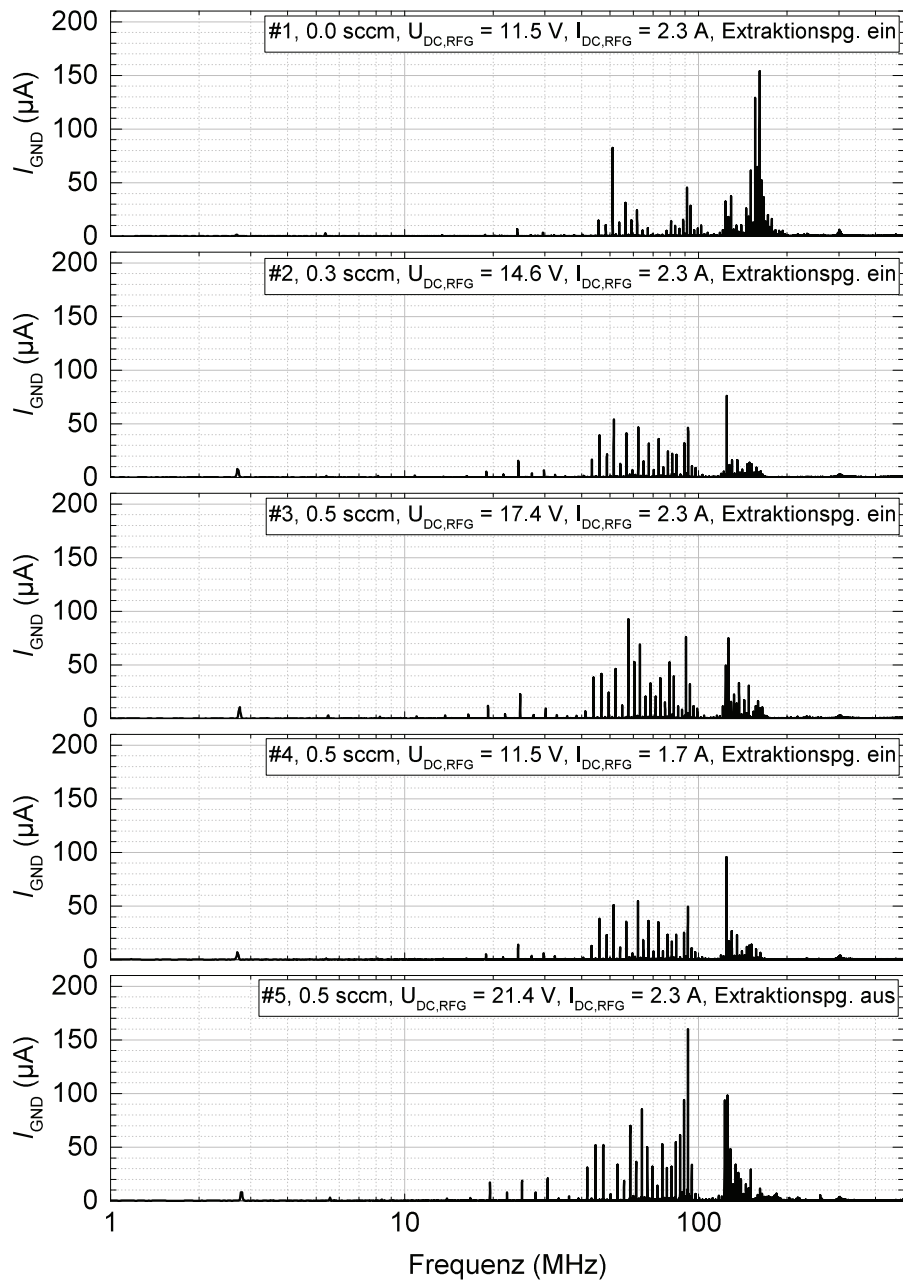 200
150
100
50
0
I_GND (µA)
#1, 0.0 sccm, U_DC,RFG = 11.5 V, I_DC,RFG = 2.3 A, Extraktionspg. ein
200
150
100
50
0
I_GND (µA)
#2, 0.3 sccm, U_DC,RFG = 14.6 V, I_DC,RFG = 2.3 A, Extraktionspg. ein
200
150
100
50
0
I_GND (µA)
#3, 0.5 sccm, U_DC,RFG = 17.4 V, I_DC,RFG = 2.3 A, Extraktionspg. ein
200
150
100
50
0
I_GND (µA)
#4, 0.5 sccm, U_DC,RFG = 11.5 V, I_DC,RFG = 1.7 A, Extraktionspg. ein
200
150
100
50
0
I_GND (µA)
#5, 0.5 sccm, U_DC,RFG = 21.4 V, I_DC,RFG = 2.3 A, Extraktionspg. aus
1 10 100
Frequenz (MHz)